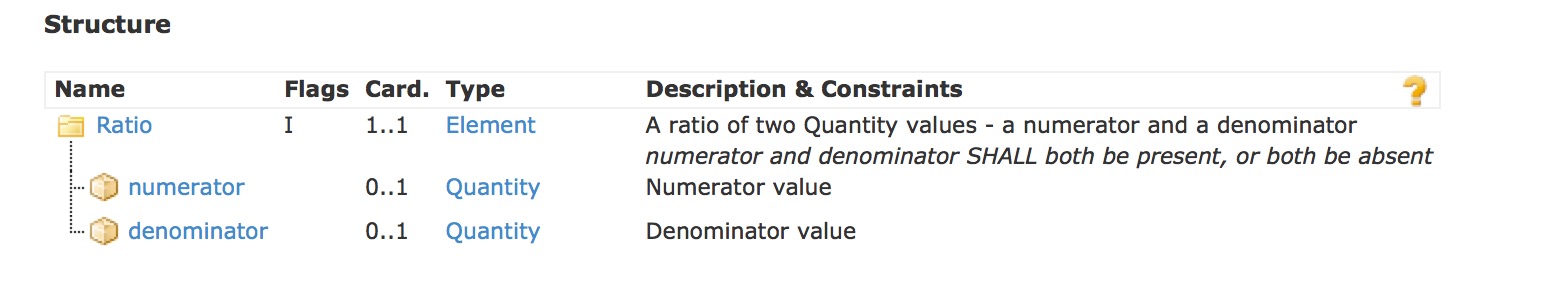 Structure
Name Flags Card. Type Description & Constraints
Ratio I 1..1 Element A ratio of two Quantity values - a numerator and a denominator
numerator and denominator SHALL both be present, or both be absent
numerator 0..1 Quantity Numerator value
denominator 0..1 Quantity Denominator value